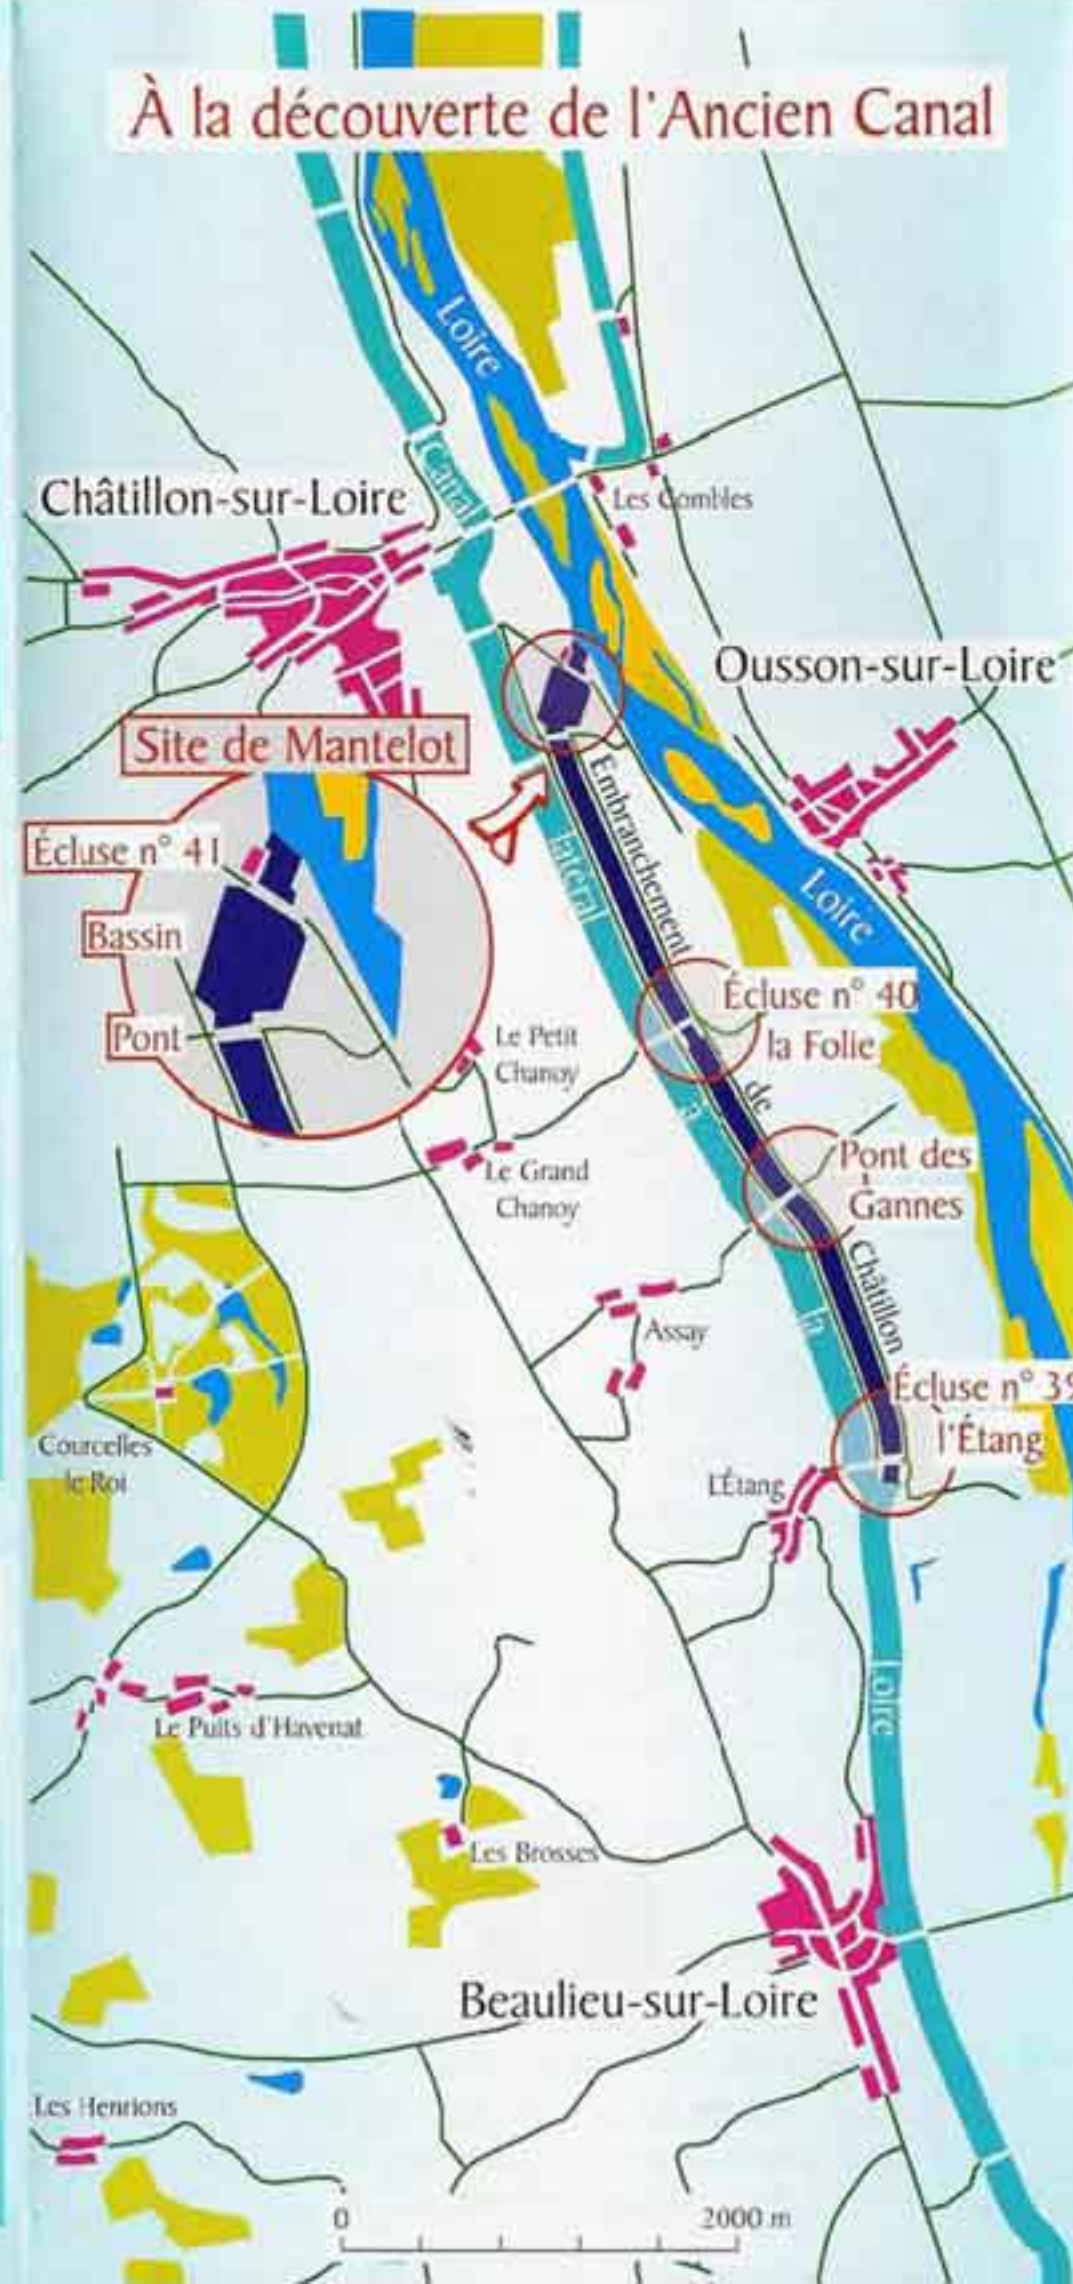 À la découverte de l'Ancien Canal
Loire
Canal
Châtillon-sur-Loire
Les Combles
Ousson-sur-Loire
Site de Mantelot
Écluse n° 41
Bassin
Pont
Embranchement
latéral
Loire
Écluse n° 40
la Folie
Le Petit
Chanoy
de
à
Pont des
Gannes
Le Grand
Chanoy
Châtillon
la
Assay
Écluse n° 39
l'Étang
Courcelles
le Roi
L'Étang
Loire
Le Puits d'Havenat
Les Brosses
Beaulieu-sur-Loire
Les Henrions
0
2000 m